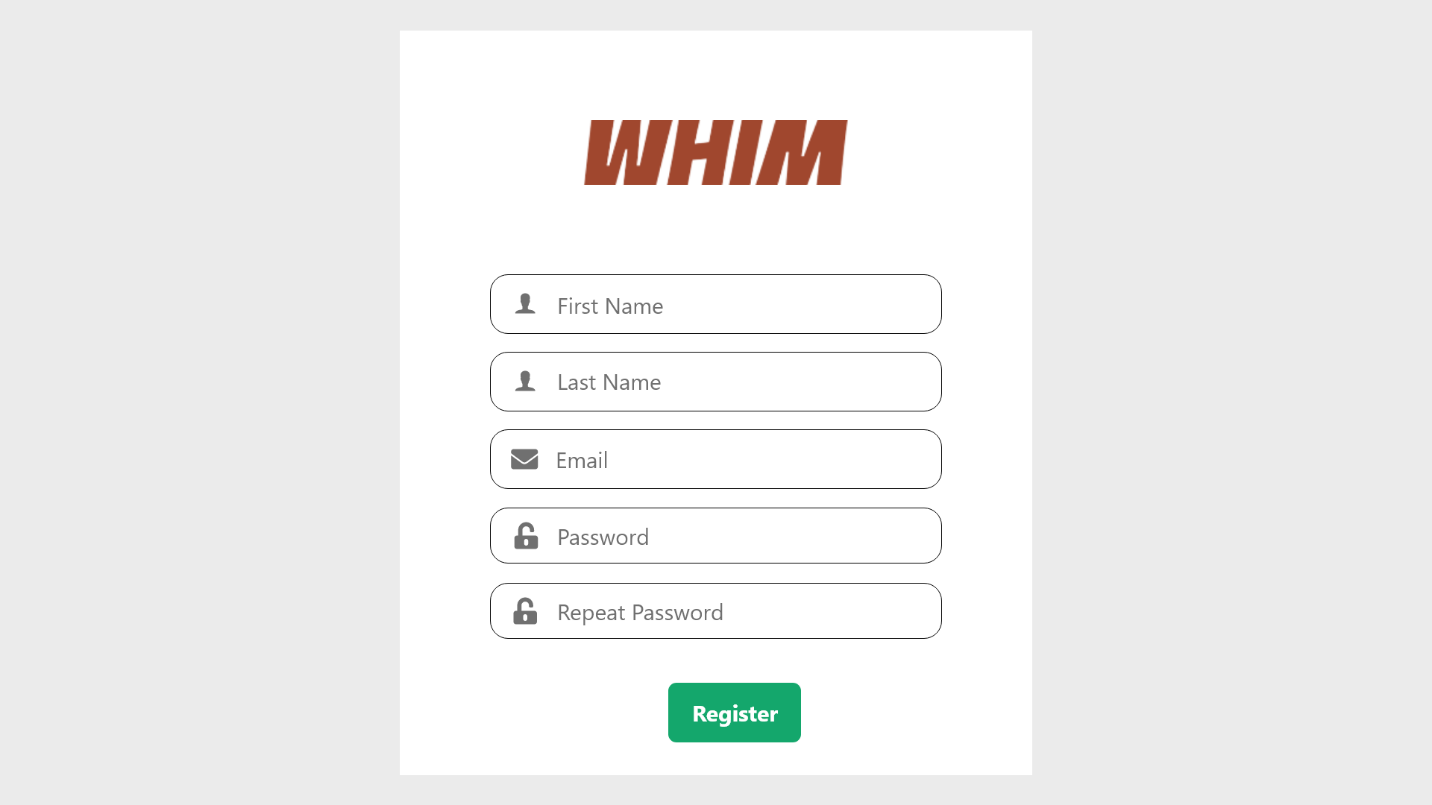 WHIM
First Name
Last Name
Email
Password
Repeat Password
Register